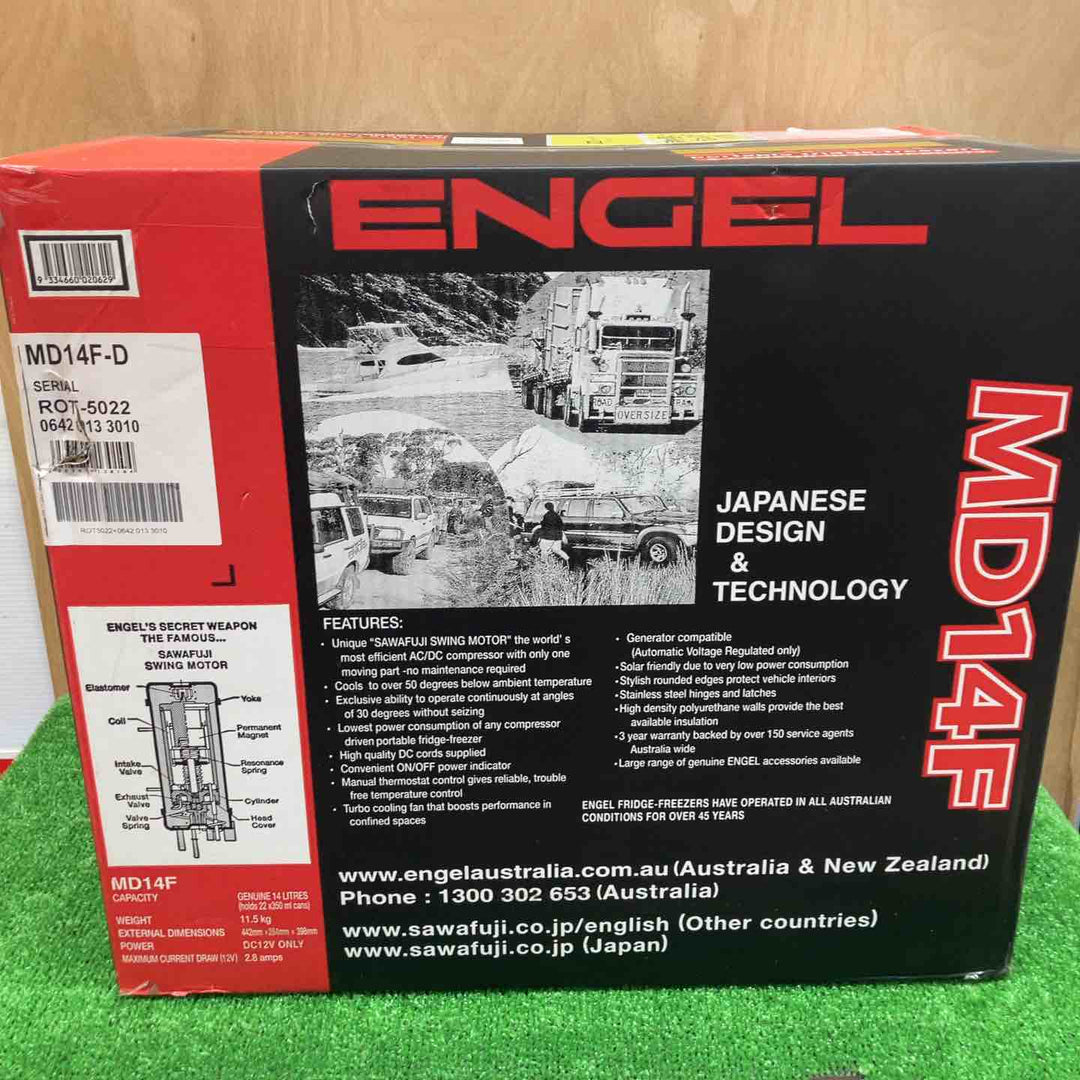 ENGEL
9 334660 020629
MD14F-D
SERIAL
ROT-5022
0642 013 3010
ROT5022*0642 013 3010
OVERSIZE
ENGEL
JAPANESE
DESIGN
&
TECHNOLOGY
MD14F
ENGEL'S SECRET WEAPON
THE FAMOUS...
SAWAFUJI
SWING MOTOR
Elastomer
Yoke
Coil
Permanent
Magnet
Intake
Valve
Resonance
Spring
Exhaust
Valve
Cylinder
Valve
Spring
Head
Cover
FEATURES:
• Unique "SAWAFUJI SWING MOTOR" the world's
most efficient AC/DC compressor with only one
moving part -no maintenance required
• Cools to over 50 degrees below ambient temperature
• Exclusive ability to operate continuously at angles
of 30 degrees without seizing
• Lowest power consumption of any compressor
driven portable fridge-freezer
• High quality DC cords supplied
• Convenient ON/OFF power indicator
• Manual thermostat control gives reliable, trouble
free temperature control
• Turbo cooling fan that boosts performance in
confined spaces
• Generator compatible
(Automatic Voltage Regulated only)
• Solar friendly due to very low power consumption
• Stylish rounded edges protect vehicle interiors
• Stainless steel hinges and latches
• High density polyurethane walls provide the best
available insulation
• 3 year warranty backed by over 150 service agents
Australia wide
• Large range of genuine ENGEL accessories available
ENGEL FRIDGE-FREEZERS HAVE OPERATED IN ALL AUSTRALIAN
CONDITIONS FOR OVER 45 YEARS
www.engelaustralia.com.au (Australia & New Zealand)
Phone : 1300 302 653 (Australia)
www.sawafuji.co.jp/english (Other countries)
www.sawafuji.co.jp (Japan)
MD14F
CAPACITY GENUINE 14 LITRES
(holds 22 x350 ml cans)
WEIGHT 11.5 kg
EXTERNAL DIMENSIONS 442mm × 284mm × 398mm
POWER DC12V ONLY
MAXIMUM CURRENT DRAW (12V) 2.8 amps